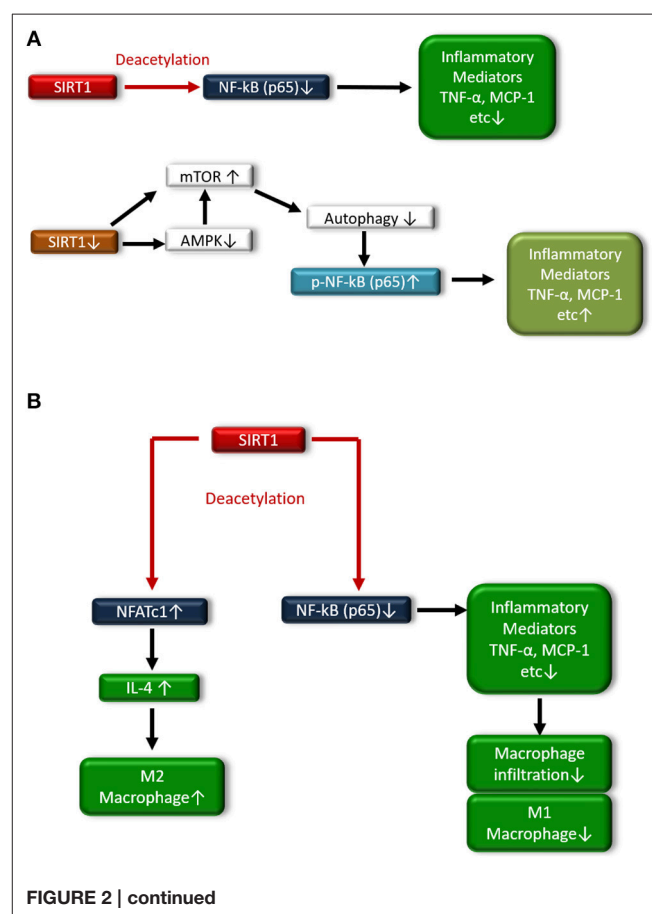 A
Deacetylation
SIRT1
NF-kB (p65)↓
Inflammatory
Mediators
TNF-α, MCP-1
etc↓
mTOR ↑
SIRT1↓
AMPK↓
Autophagy ↓
p-NF-kB (p65)↑
Inflammatory
Mediators
TNF-α, MCP-1
etc↑
B
SIRT1
Deacetylation
NFATc1↑
IL-4 ↑
M2
Macrophage↑
NF-kB (p65)↓
Inflammatory
Mediators
TNF-α, MCP-1
etc↓
Macrophage
infiltration↓
M1
Macrophage↓
FIGURE 2 | continued